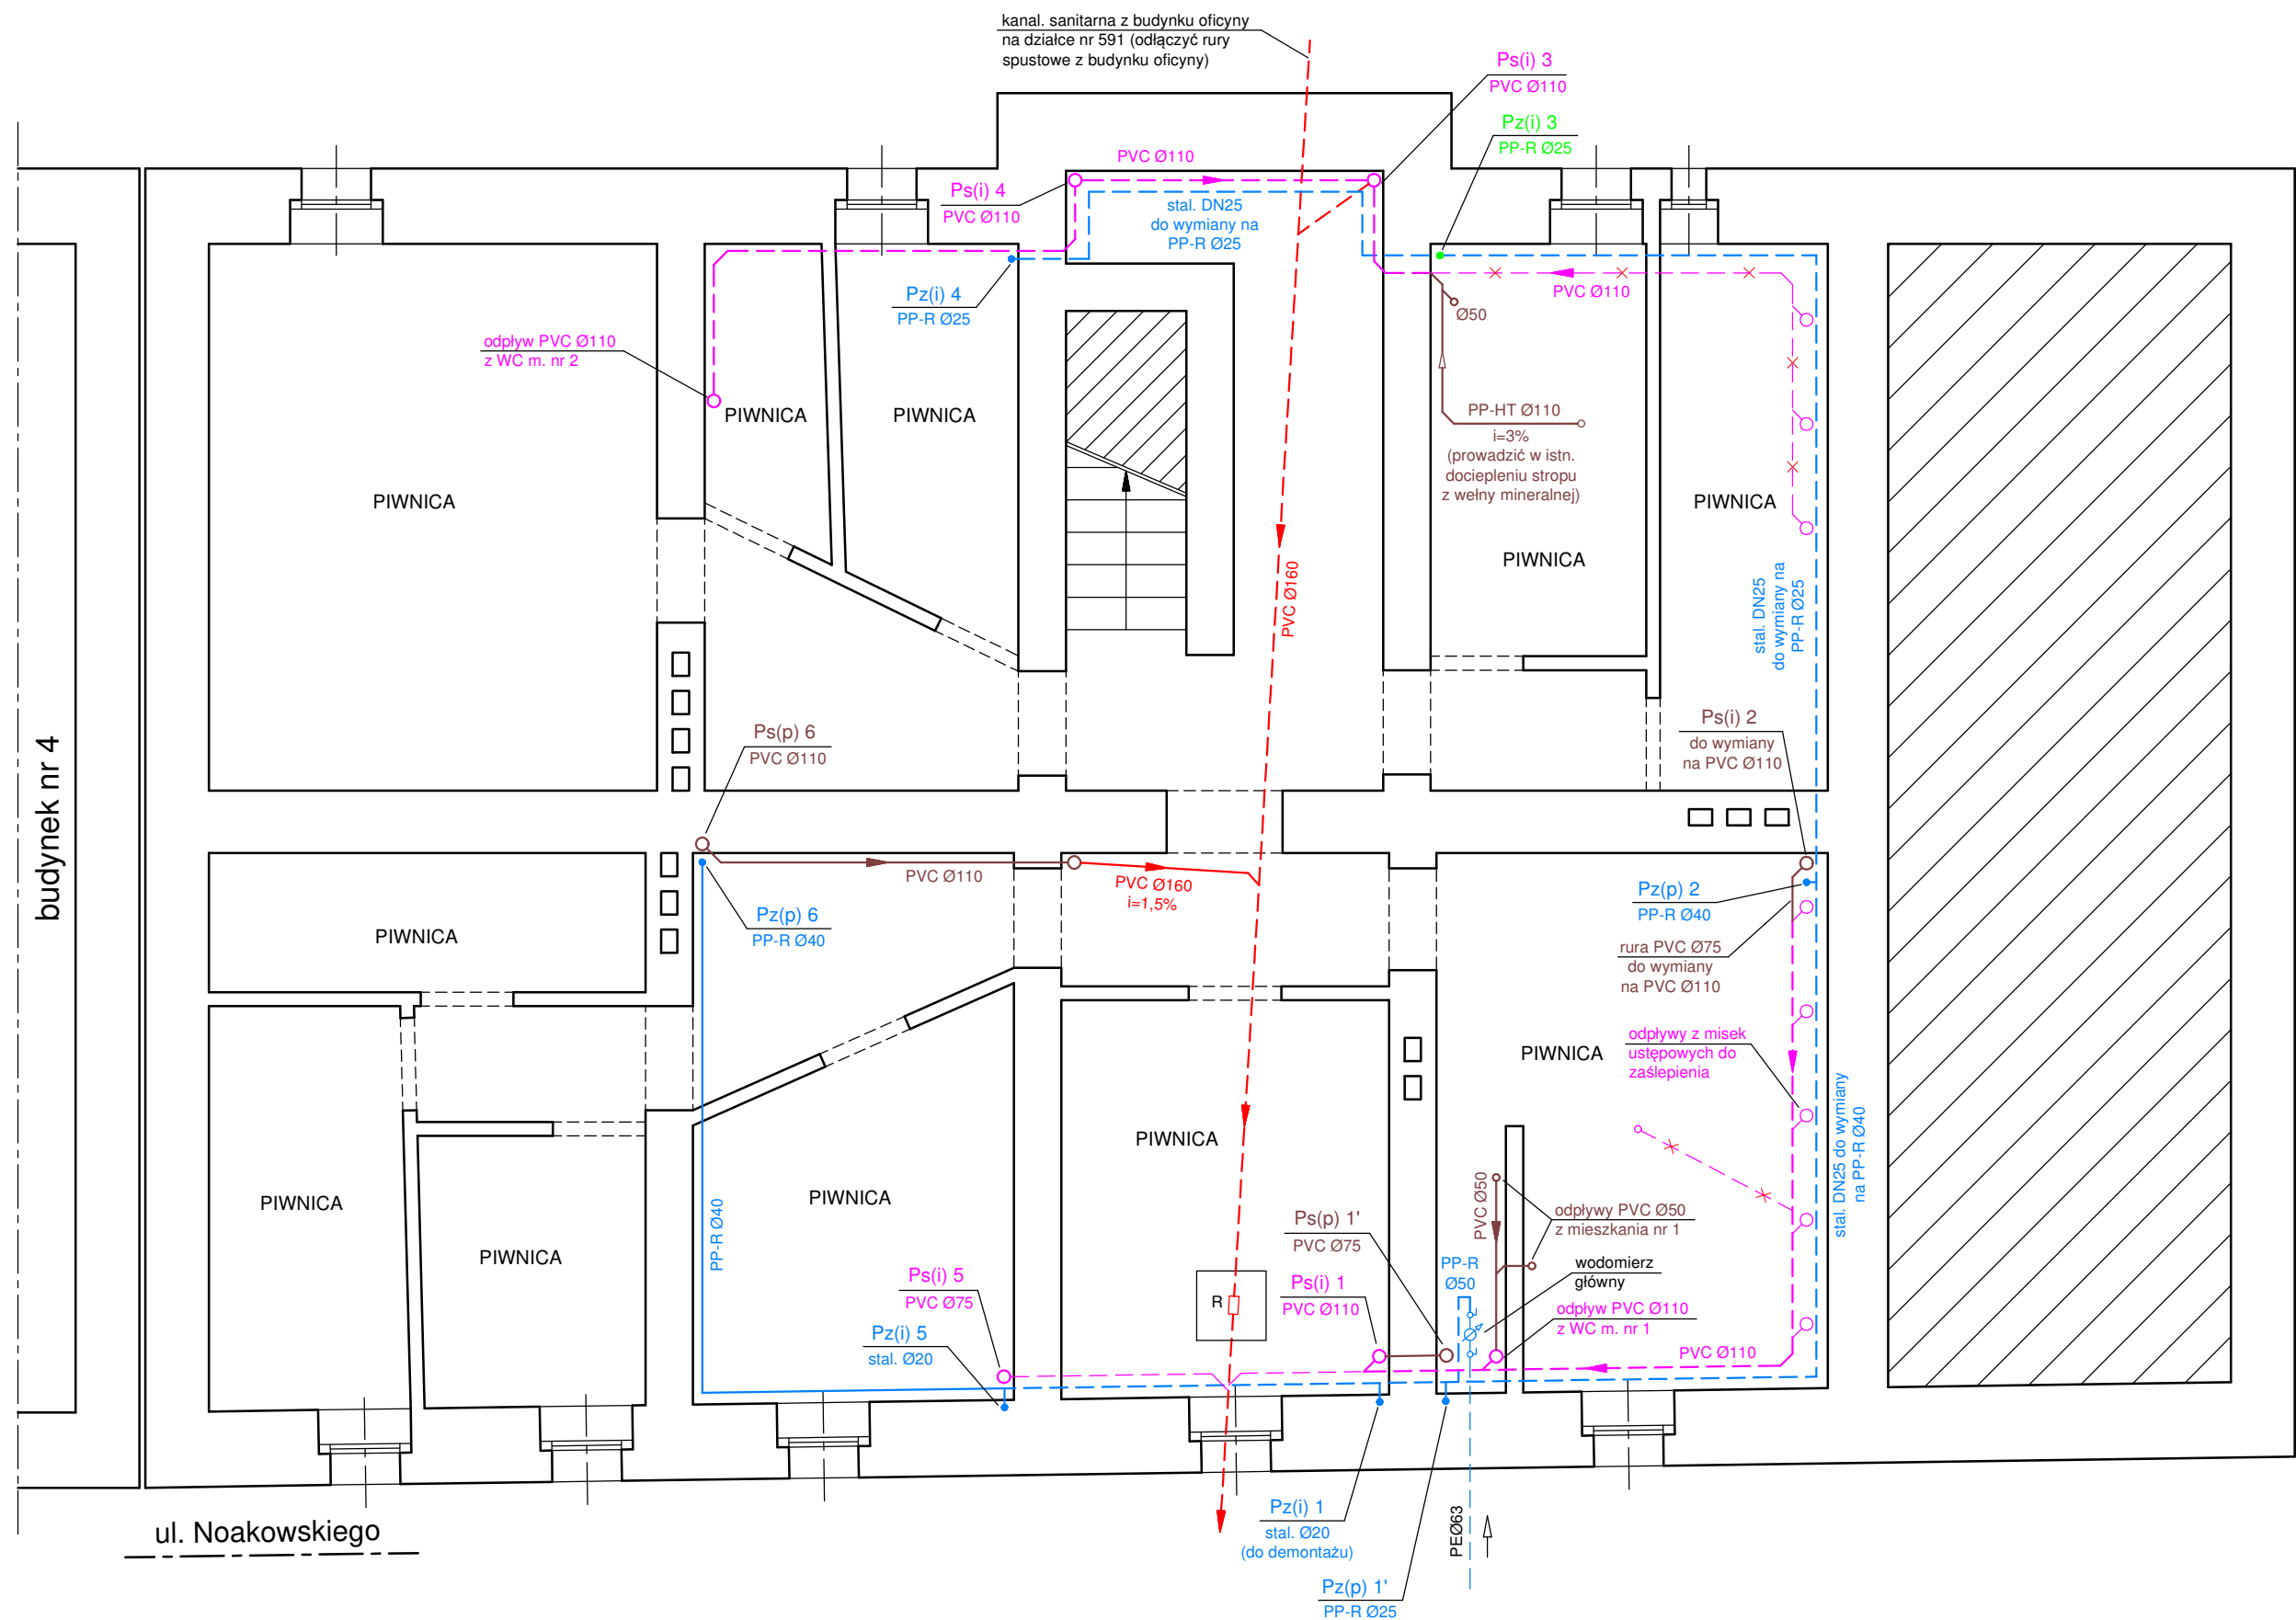 kanal. sanitarna z budynku oficyny
na działce nr 591 (odłączyć rury
spustowe z budynku oficyny)
Ps(i) 3
PVC Ø110
Pz(i) 3
PP-R Ø25
PVC Ø110
Ps(i) 4
PVC Ø110
stal. DN25
do wymiany na
PP-R Ø25
Pz(i) 4
PP-R Ø25
PVC Ø110
Ø50
odpływ PVC Ø110
z WC m. nr 2
PIWNICA
PIWNICA
PP-HT Ø110
i=3%
(prowadzić w istn.
dociepleniu stropu
z wełny mineralnej)
PIWNICA
PIWNICA
PIWNICA
PVC Ø160
stal. DN25
do wymiany na
PP-R Ø25
Ps(p) 6
PVC Ø110
Ps(i) 2
do wymiany
na PVC Ø110
budynek nr 4
PVC Ø110
PVC Ø160
i=1,5%
Pz(p) 6
PP-R Ø40
Pz(p) 2
PP-R Ø40
PIWNICA
rura PVC Ø75
do wymiany
na PVC Ø110
odpływy z misek
ustępowych do
zaślepienia
PIWNICA
PIWNICA
stal. DN25 do wymiany
na PP-R Ø40
PIWNICA
PIWNICA
PIWNICA
PP-R Ø40
PVC Ø50
odpływy PVC Ø50
z mieszkania nr 1
Ps(p) 1'
PVC Ø75
PP-R
Ø50
wodomierz
główny
Ps(i) 5
PVC Ø75
Ps(i) 1
PVC Ø110
R
odpływ PVC Ø110
z WC m. nr 1
Pz(i) 5
stal. Ø20
PVC Ø110
Pz(i) 1
stal. Ø20
(do demontażu)
PEØ63
ul. Noakowskiego
Pz(p) 1'
PP-R Ø25